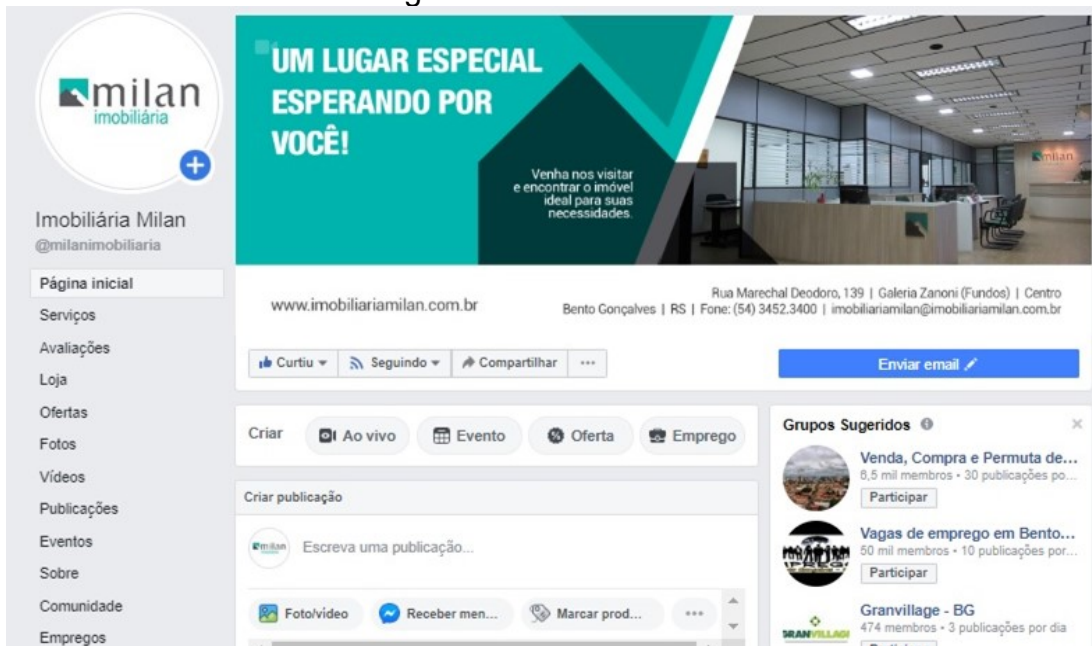 milan
imobiliária
Imobiliária Milan
@milanimobiliaria
Página inicial
Serviços
Avaliações
Loja
Ofertas
Fotos
Vídeos
Publicações
Eventos
Sobre
Comunidade
Empregos
UM LUGAR ESPECIAL
ESPERANDO POR
VOCÊ!
Venha nos visitar
e encontrar o imóvel
ideal para suas
necessidades.
milan
www.imobiliariamilan.com.br
Rua Marechal Deodoro, 139 | Galeria Zanoni (Fundos) | Centro
Bento Gonçalves | RS | Fone: (54) 3452.3400 | imobiliariamilan@imobiliariamilan.com.br
Curtiu
Seguindo
Compartilhar
...
Enviar email
Criar
Ao vivo
Evento
Oferta
Emprego
Criar publicação
milan
Escreva uma publicação...
Foto/vídeo
Receber men...
Marcar prod...
...
Grupos Sugeridos
Venda, Compra e Permuta de...
6,5 mil membros • 30 publicações po...
Participar
Vagas de emprego em Bento...
50 mil membros • 10 publicações por...
Participar
Granvillage - BG
474 membros • 3 publicações por dia